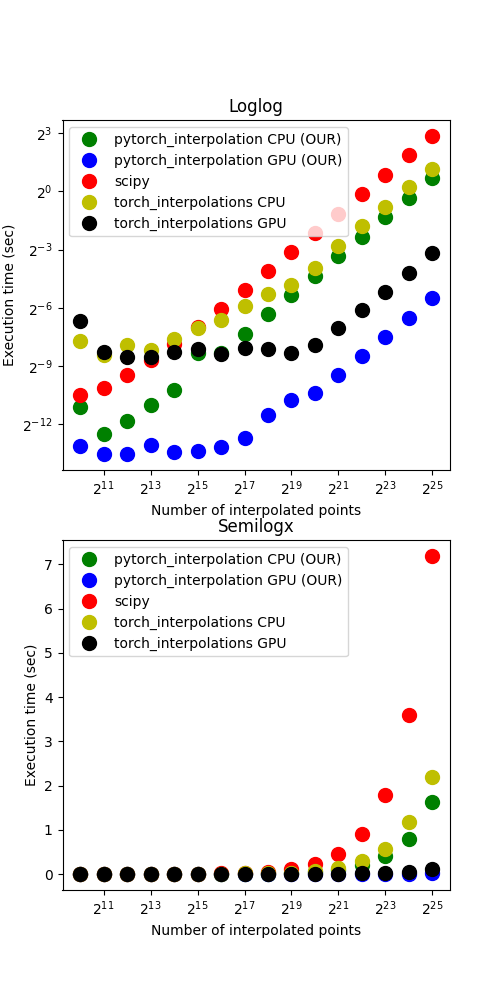 Loglog
2^3
2^0
2^−3
2^−6
2^−9
2^−12
Execution time (sec)
pytorch_interpolation CPU (OUR)
pytorch_interpolation GPU (OUR)
scipy
torch_interpolations CPU
torch_interpolations GPU
2^11 2^13 2^15 2^17 2^19 2^21 2^23 2^25
Number of interpolated points
Semilogx
7
6
5
4
3
2
1
0
Execution time (sec)
pytorch_interpolation CPU (OUR)
pytorch_interpolation GPU (OUR)
scipy
torch_interpolations CPU
torch_interpolations GPU
2^11 2^13 2^15 2^17 2^19 2^21 2^23 2^25
Number of interpolated points